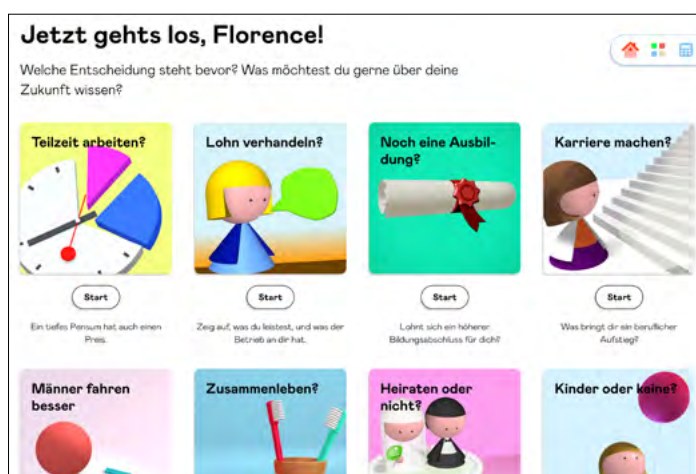 Jetzt gehts los, Florence!
Welche Entscheidung steht bevor? Was möchtest du gerne über deine
Zukunft wissen?
Teilzeit arbeiten?
Lohn verhandeln?
Noch eine Ausbil-
dung?
Karriere machen?
Start
Start
Start
Start
Ein tiefes Pensum hat auch einen
Preis.
Zeig auf, was du leistest, und was der
Betrieb an dir hat.
Lohnt sich ein höherer
Bildungsabschluss für dich?
Was bringt dir ein beruflicher
Aufstieg?
Männer fahren
besser
Zusammenleben?
Heiraten oder
nicht?
Kinder oder keine?